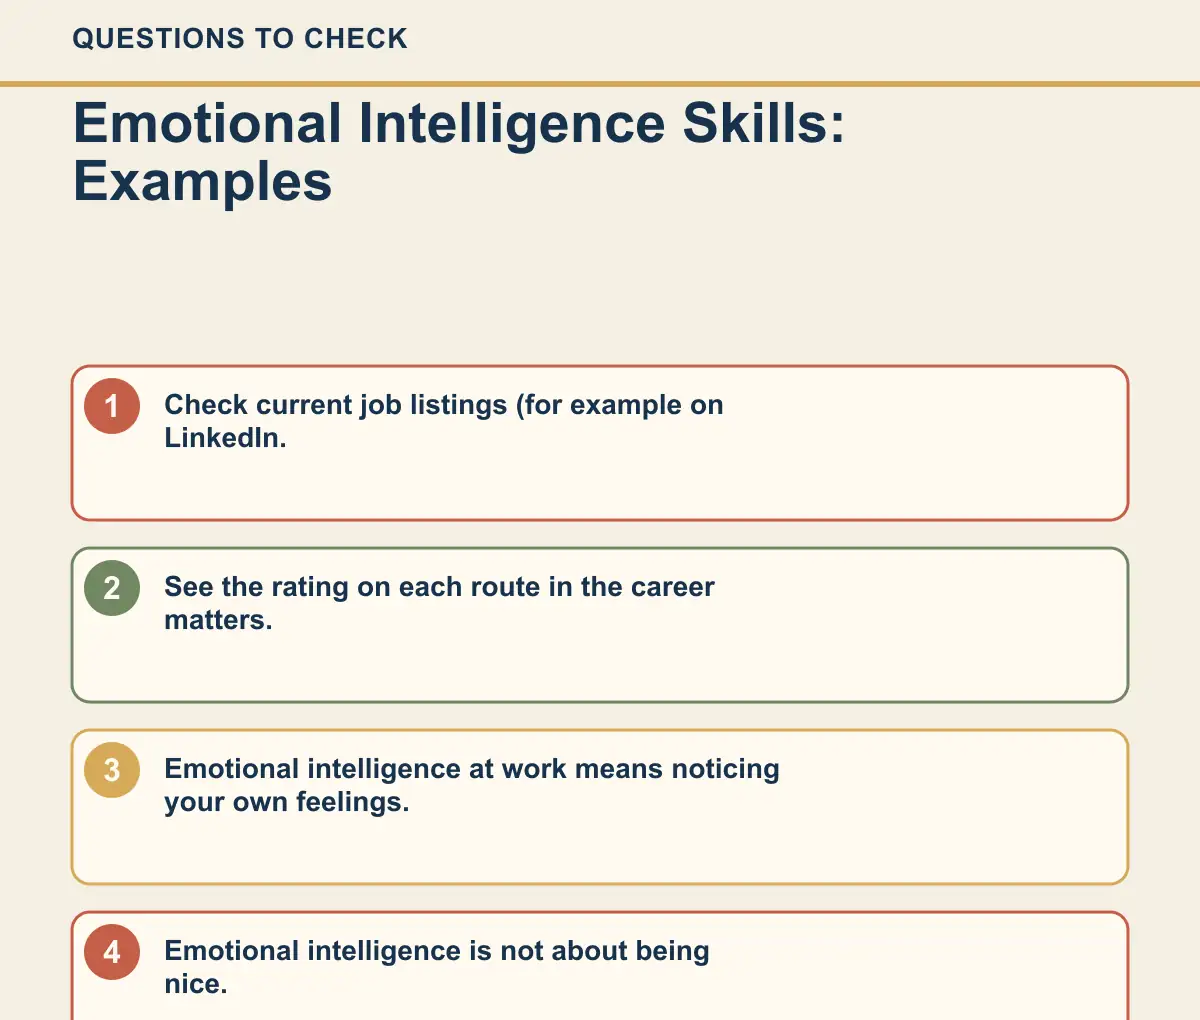 QUESTIONS TO CHECK
Emotional Intelligence Skills:
Examples
1
Check current job listings (for example on
LinkedIn.
2
See the rating on each route in the career
matters.
3
Emotional intelligence at work means noticing
your own feelings.
4
Emotional intelligence is not about being
nice.